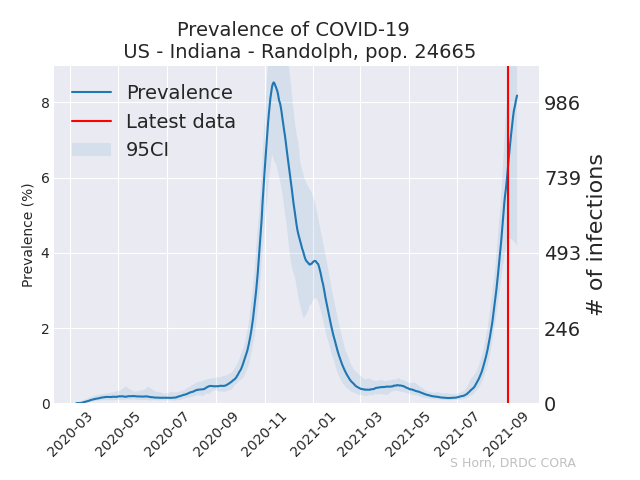 Prevalence of COVID-19
US - Indiana - Randolph, pop. 24665
Prevalence
Latest data
95CI
Prevalence (%)
8
6
4
2
0
986
739
493
246
0
# of infections
2020-03
2020-05
2020-07
2020-09
2020-11
2021-01
2021-03
2021-05
2021-07
2021-09
S Horn, DRDC CORA